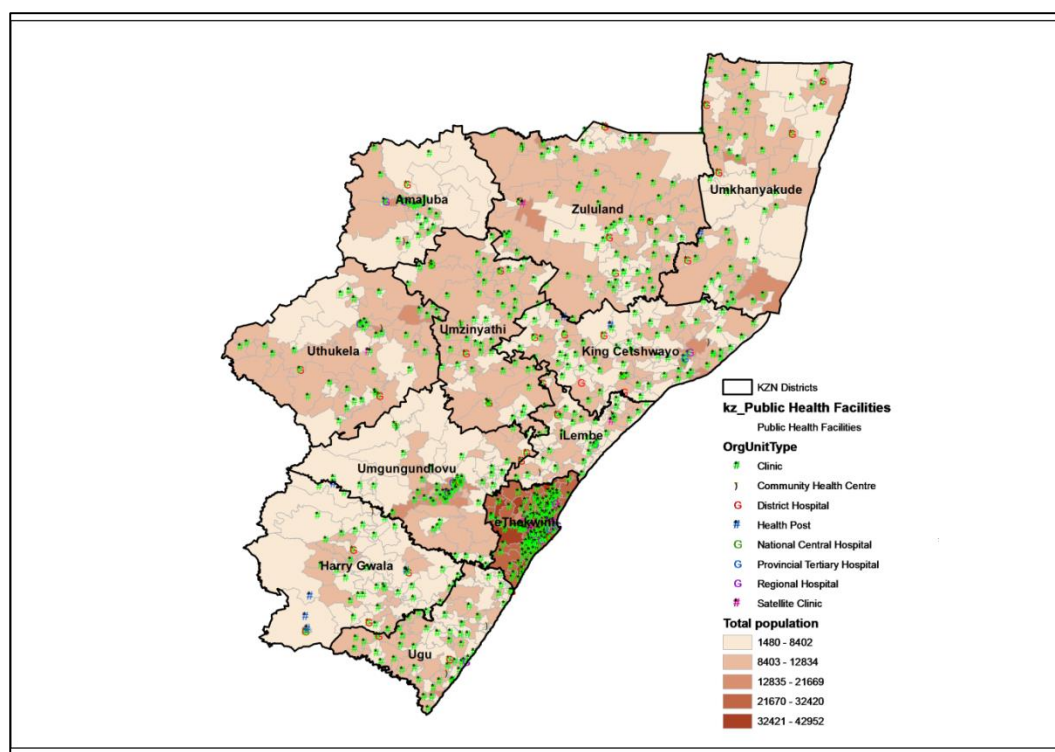 Umkhanyakude
Amajuba
Zululand
Umzinyathi
Uthukela
King Cetshwayo
iLembe
Umgungundlovu
eThekwini
Harry Gwala
Ugu
KZN Districts
kz_Public Health Facilities
Public Health Facilities
OrgUnitType
Clinic
Community Health Centre
G District Hospital
Health Post
G National Central Hospital
G Provincial Tertiary Hospital
G Regional Hospital
Satellite Clinic
Total population
1480 - 8402
8403 - 12834
12835 - 21669
21670 - 32420
32421 - 42952